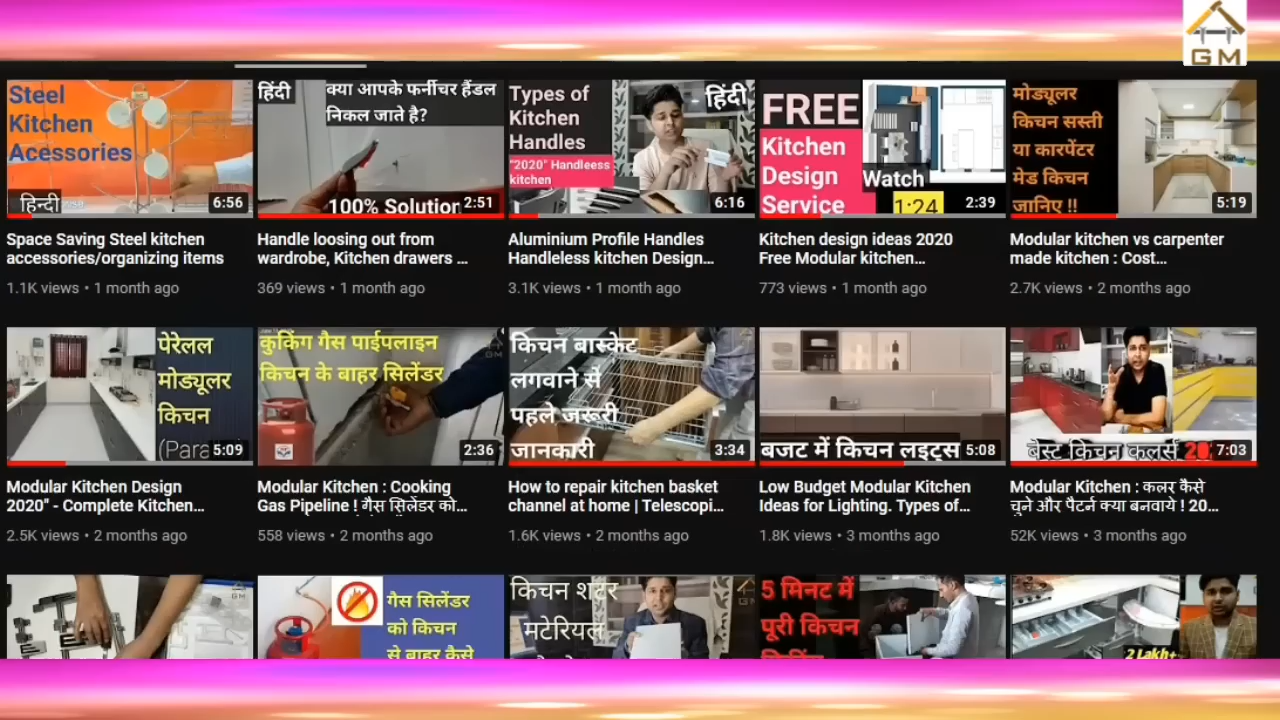 GM
Steel
Kitchen
Acessories
हिन्दी
6:56
Space Saving Steel kitchen
accessories/organizing items
1.1K views • 1 month ago
हिंदी
क्या आपके फर्नीचर हैंडल
निकल जाते है?
100% Solution
2:51
Handle loosing out from
wardrobe, Kitchen drawers ...
369 views • 1 month ago
Types of
Kitchen
Handles
"2020" Handleess
kitchen
हिंदी
6:16
Aluminium Profile Handles
Handleless kitchen Design...
3.1K views • 1 month ago
FREE
Kitchen
Design
Service
Watch
1:24
2:39
Kitchen design ideas 2020
Free Modular kitchen...
773 views • 1 month ago
मोड्यूलर
किचन सस्ती
या कारपेंटर
मेड किचन
जानिए !!
5:19
Modular kitchen vs carpenter
made kitchen : Cost...
2.7K views • 2 months ago
पेरेलल
मोड्यूलर
किचन
(Para
5:09
Modular Kitchen Design
2020" - Complete Kitchen...
2.5K views • 2 months ago
कुकिंग गैस पाईपलाइन
किचन के बाहर सिलेंडर
GM
2:36
Modular Kitchen : Cooking
Gas Pipeline ! गैस सिलेंडर को...
558 views • 2 months ago
किचन बास्केट
लगवाने से
पहले जरूरी
जानकारी
3:34
How to repair kitchen basket
channel at home | Telescopi...
1.6K views • 2 months ago
बजट में किचन लइट्स
5:08
Low Budget Modular Kitchen
Ideas for Lighting. Types of...
1.8K views • 3 months ago
बेस्ट किचन कलर्स 20
7:03
Modular Kitchen : कलर कैसे
चुने और पैटर्न क्या बनवाये ! 20...
52K views • 3 months ago
गैस सिलेंडर
को किचन
से बाहर कैसे
किचन शटर
मटेरियल
5 मिनट में
पूरी किचन
2 Lakh+